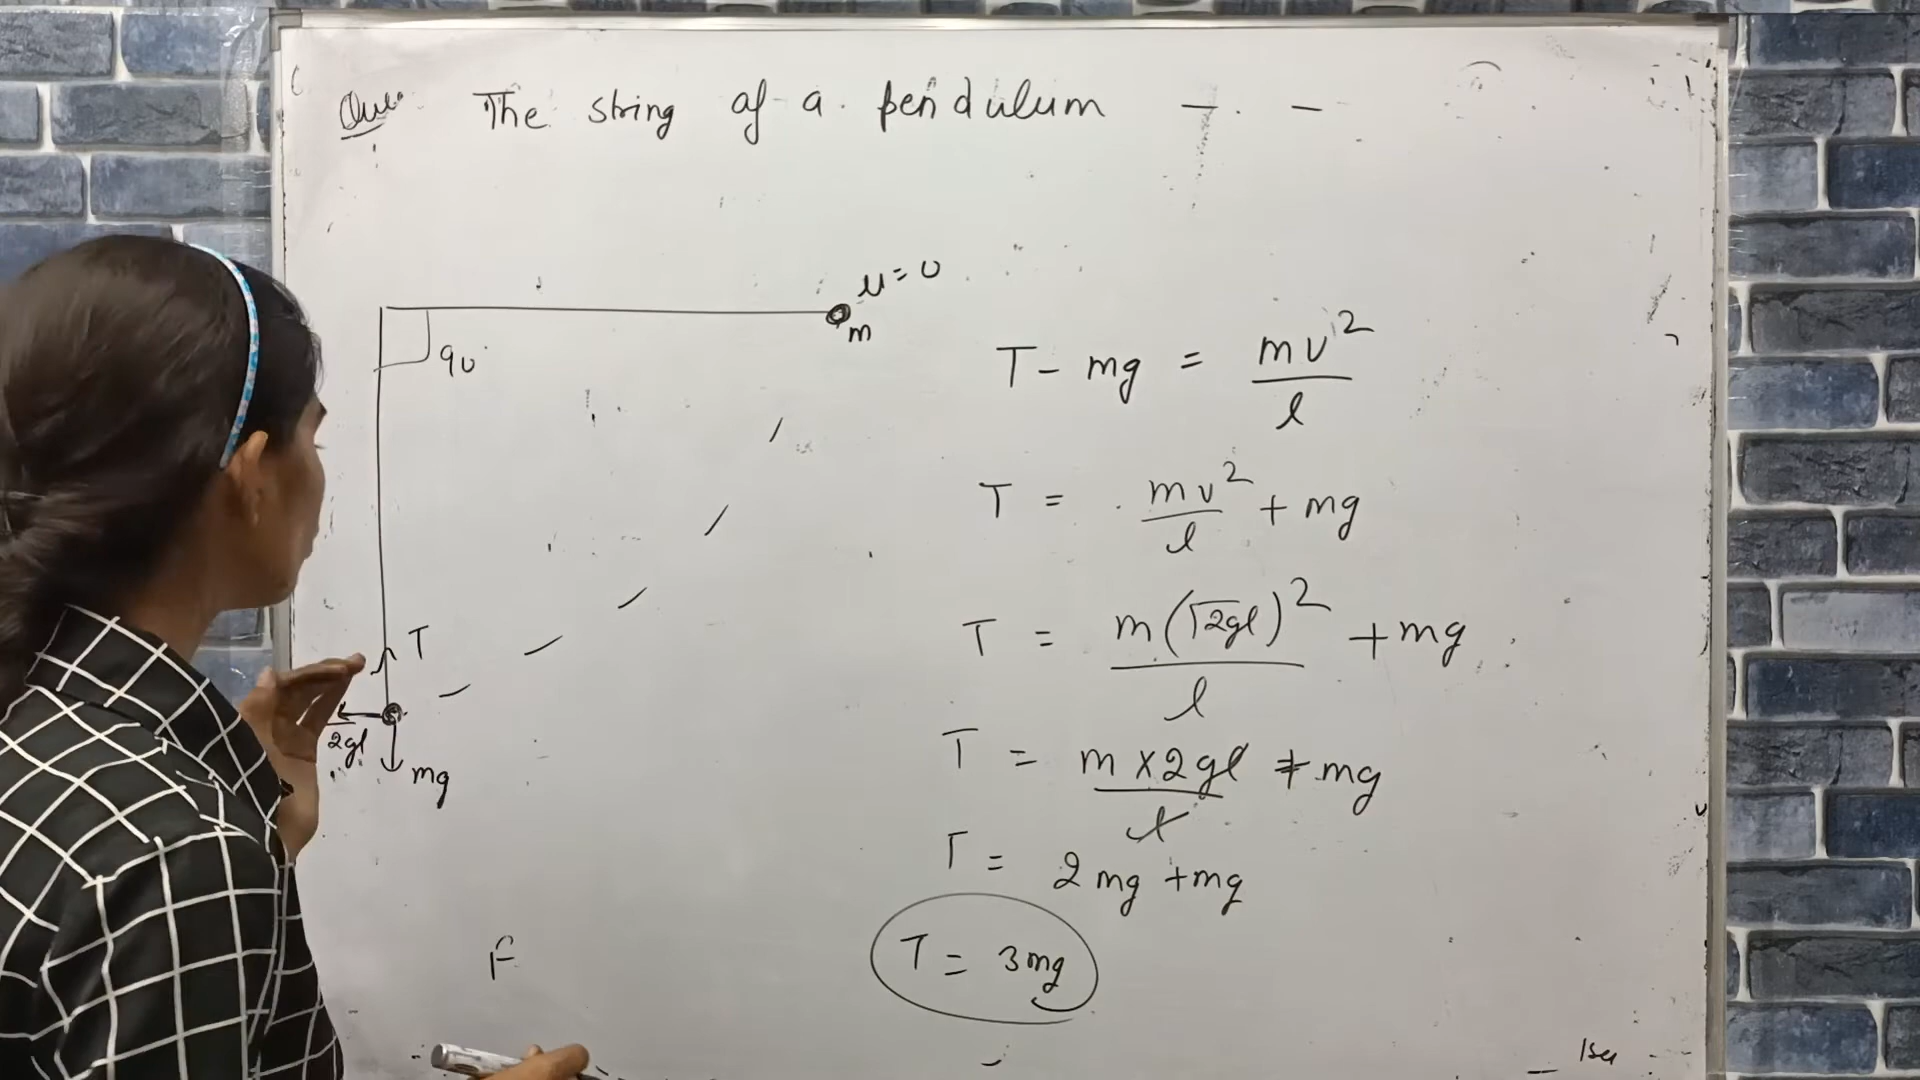 Que. The string of a pendulum — . —
u = 0
m
90°
T
2gl
mg
T - mg = mv²/l
T = mv²/l + mg
T = m(√2gl)²/l + mg
T = m×2gl/l + mg
T = 2mg + mg
T = 3mg
F